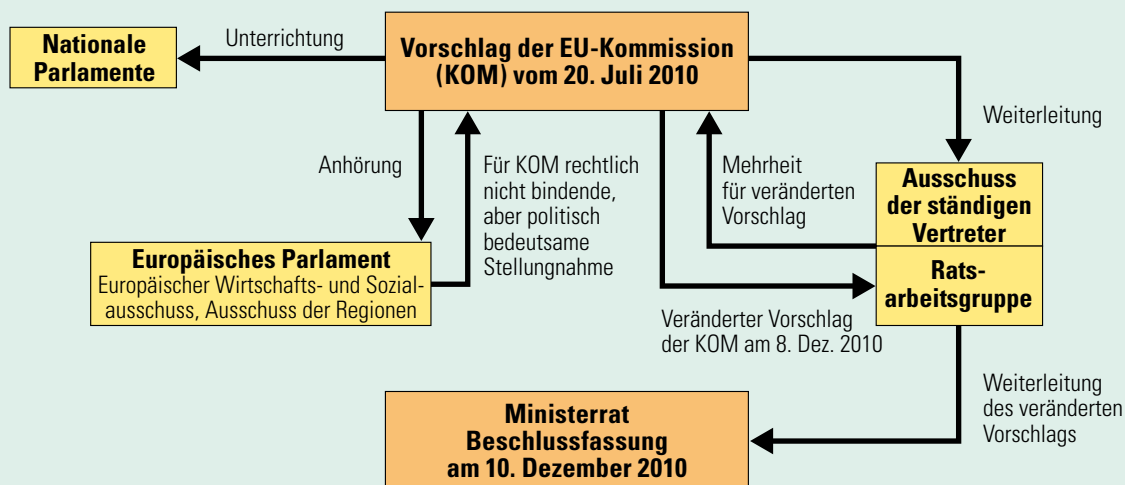 Nationale
Parlamente
Unterrichtung
Vorschlag der EU-Kommission
(KOM) vom 20. Juli 2010
Weiterleitung
Anhörung
Für KOM rechtlich
nicht bindende,
aber politisch
bedeutsame
Stellungnahme
Mehrheit
für veränderten
Vorschlag
Ausschuss
der ständigen
Vertreter
Europäisches Parlament
Europäischer Wirtschafts- und Sozial-
ausschuss, Ausschuss der Regionen
Rats-
arbeitsgruppe
Veränderter Vorschlag
der KOM am 8. Dez. 2010
Weiterleitung
des veränderten
Vorschlags
Ministerrat
Beschlussfassung
am 10. Dezember 2010